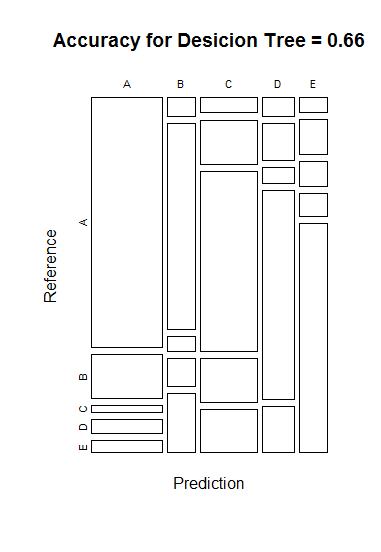 Accuracy for Desicion Tree = 0.66
A B C D E
A
B
C
D
E
Reference
Prediction